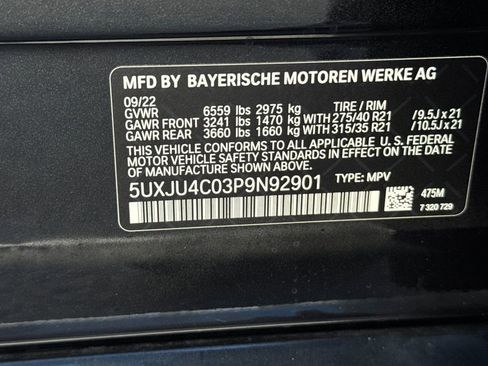 MFD BY BAYERISCHE MOTOREN WERKE AG
09/22
GVWR 6559 lbs 2975 kg TIRE / RIM
GAWR FRONT 3241 lbs 1470 kg 275/40 R21 /9.5J x 21
GAWR REAR 3660 lbs 1660 kg 315/35 R21 /10.5J x 21
THIS VEHICLE CONFORMS TO ALL APPLICABLE U.S. FEDERAL
MOTOR VEHICLE SAFETY STANDARDS IN EFFECT ON THE DATE
OF MANUFACTURE SHOWN ABOVE.
5UXJU4C03P9N92901 TYPE: MPV
475M
7 320 729